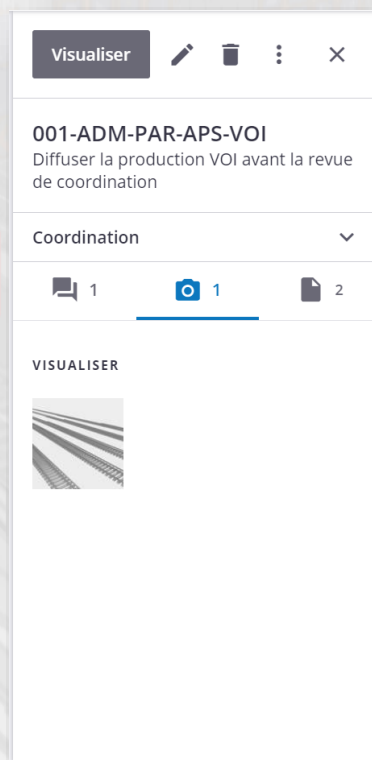 Visualiser
001-ADM-PAR-APS-VOI
Diffuser la production VOI avant la revue
de coordination
Coordination
1
1
2
VISUALISER